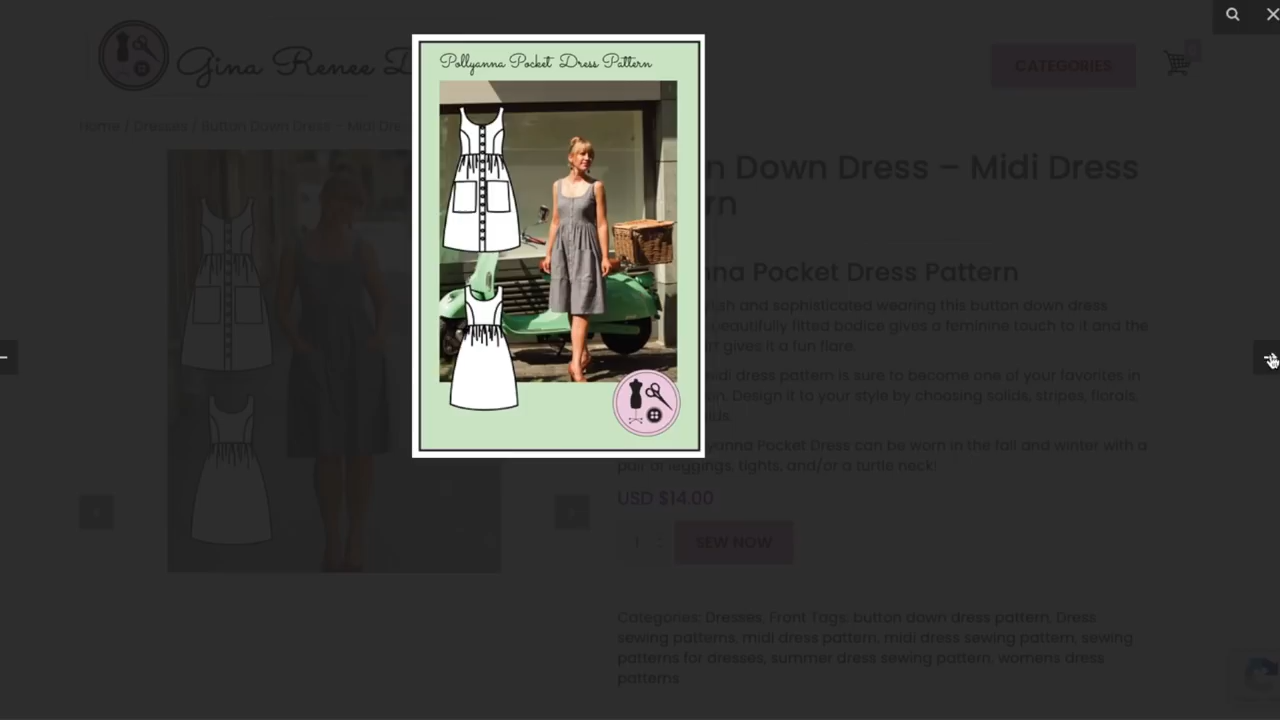 Gina Renee D
CATEGORIES
Pollyanna Pocket Dress Pattern
Home / Dresses / Button Down Dress – Midi Dre
n Down Dress – Midi Dress
rn
nna Pocket Dress Pattern
ish and sophisticated wearing this button down dress
beautifully fitted bodice gives a feminine touch to it and the
rt gives it a fun flare.
midi dress pattern is sure to become one of your favorites in
on. Design it to your style by choosing solids, stripes, florals,
yanna Pocket Dress can be worn in the fall and winter with a
pair of leggings, tights, and/or a turtle neck!
USD $14.00
1
SEW NOW
Categories: Dresses, Front Tags: button down dress pattern, Dress
sewing patterns, midi dress pattern, midi dress sewing pattern, sewing
patterns for dresses, summer dress sewing pattern, womens dress
patterns